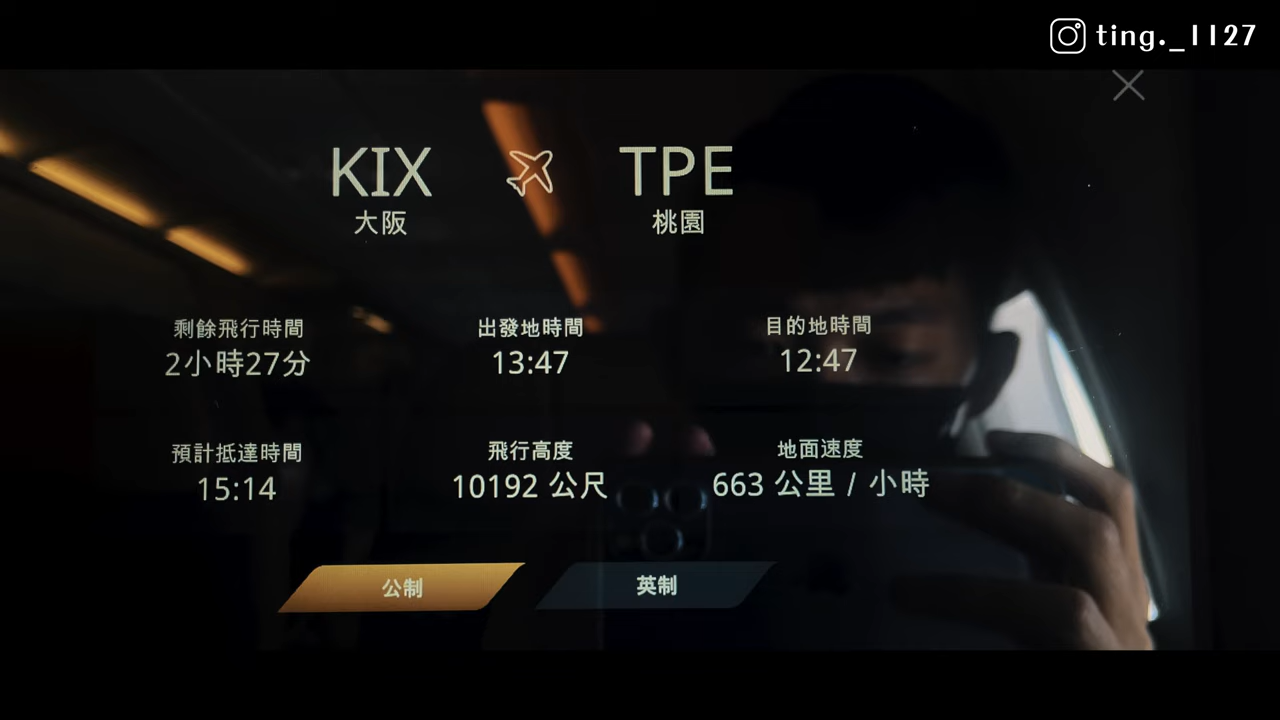 ting._1127
KIX
TPE
大阪
桃園
剩餘飛行時間
出發地時間
目的地時間
2小時27分
13:47
12:47
預計抵達時間
飛行高度
地面速度
15:14
10192 公尺
663 公里 / 小時
公制
英制